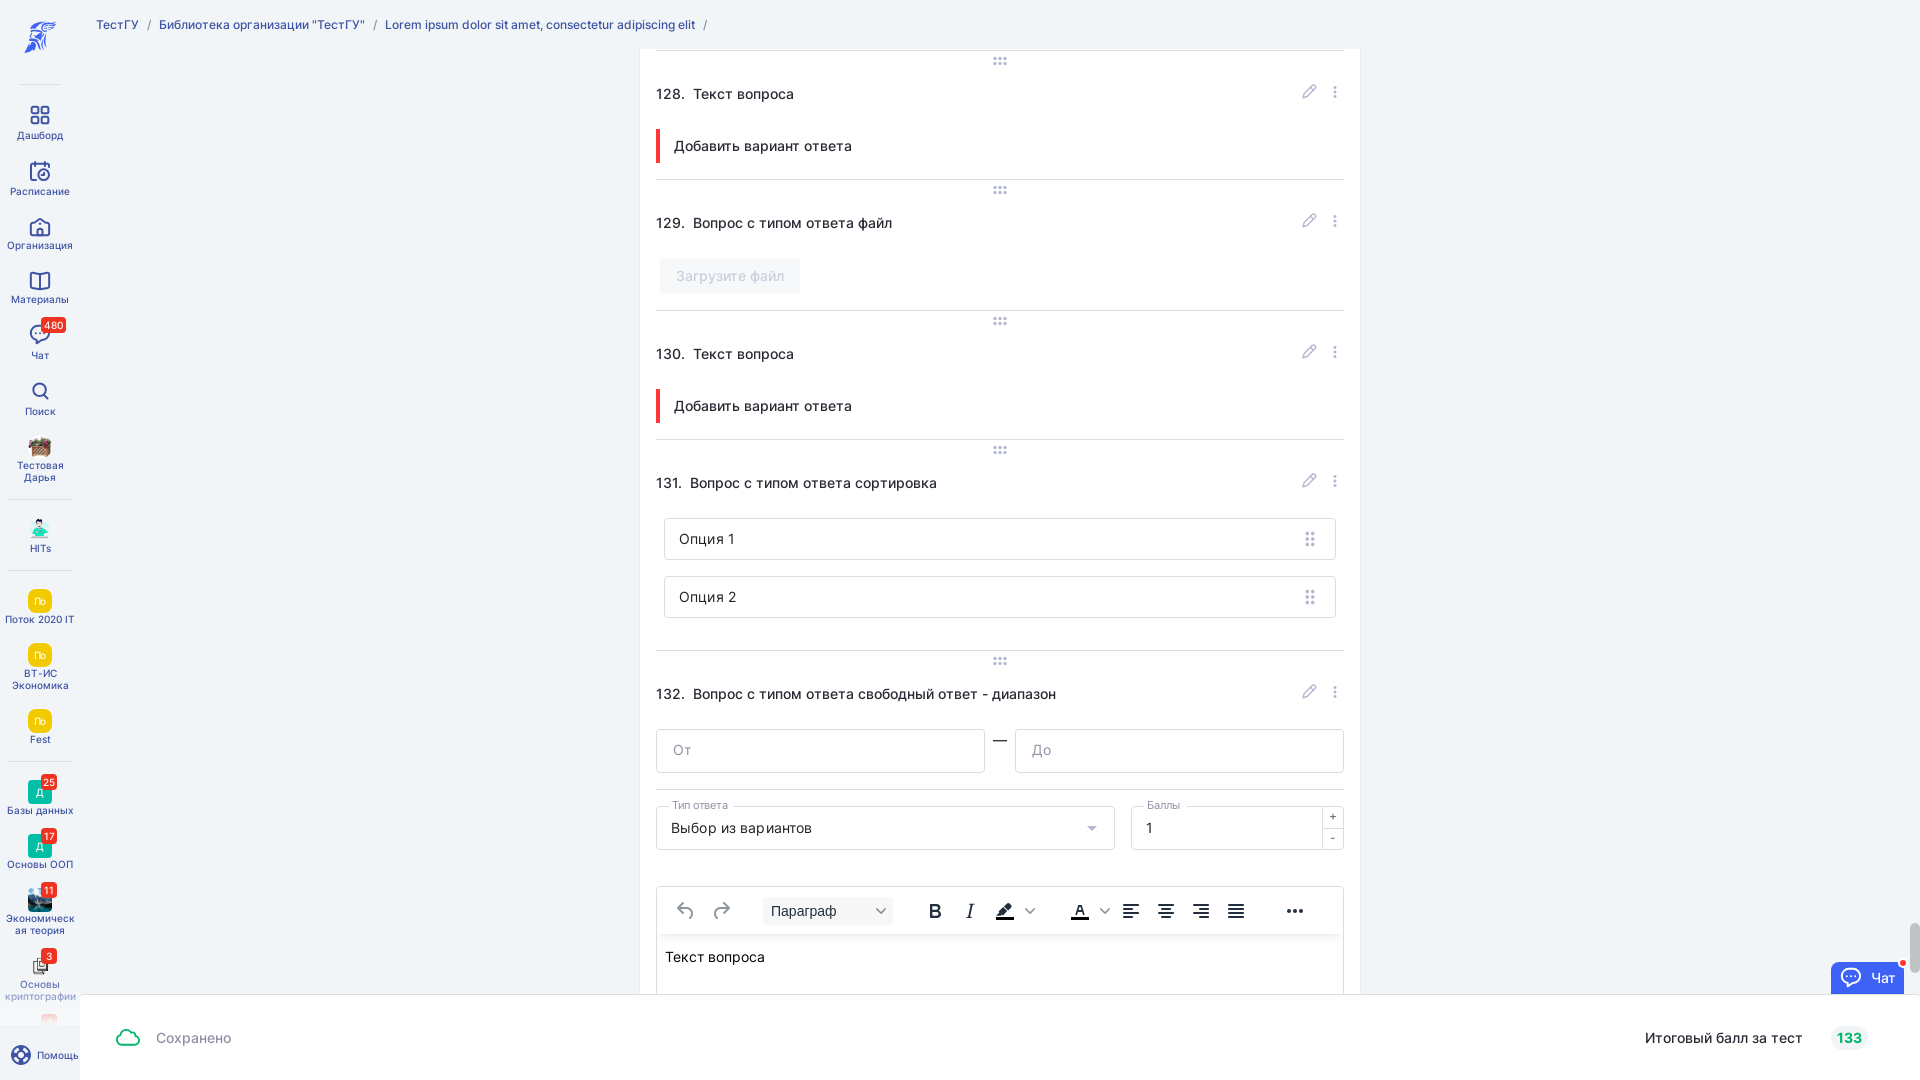 ТестГУ / Библиотека организации "ТестГУ" / Lorem ipsum dolor sit amet, consectetur adipiscing elit /
Дашборд
Расписание
Организация
Материалы
480
Чат
Поиск
Тестовая
Дарья
HITs
По
Поток 2020 IT
По
ВТ-ИС
Экономика
По
Fest
25
Д
Базы данных
17
Д
Основы ООП
11
Экономическ
ая теория
3
Основы
криптографии
Помощь
128. Текст вопроса
Добавить вариант ответа
129. Вопрос с типом ответа файл
Загрузите файл
130. Текст вопроса
Добавить вариант ответа
131. Вопрос с типом ответа сортировка
Опция 1
Опция 2
132. Вопрос с типом ответа свободный ответ - диапазон
От — До
Тип ответа
Выбор из вариантов
Баллы
1
+
-
Параграф B I A
Текст вопроса
Чат
Сохранено
Итоговый балл за тест 133